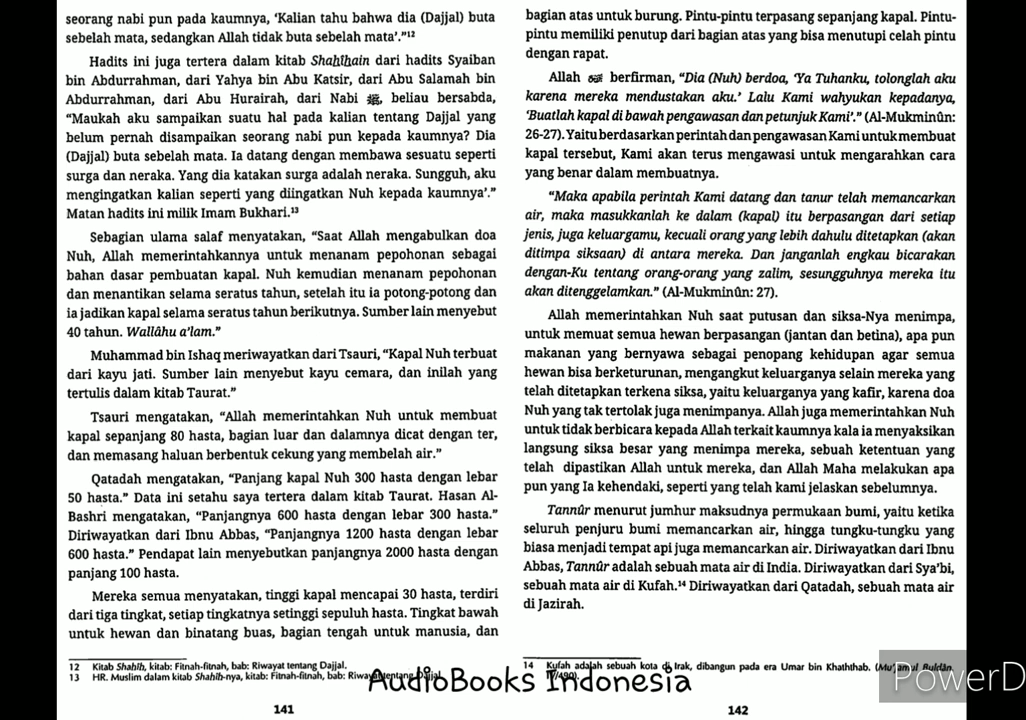 seorang nabi pun pada kaumnya, ‘Kalian tahu bahwa dia (Dajjal) buta
sebelah mata, sedangkan Allah tidak buta sebelah mata’.”12
Hadits ini juga tertera dalam kitab Shahîhain dari hadits Syaiban
bin Abdurrahman, dari Yahya bin Abu Katsir, dari Abu Salamah bin
Abdurrahman, dari Abu Hurairah, dari Nabi ﷺ, beliau bersabda,
“Maukah aku sampaikan suatu hal pada kalian tentang Dajjal yang
belum pernah disampaikan seorang nabi pun kepada kaumnya? Dia
(Dajjal) buta sebelah mata. Ia datang dengan membawa sesuatu seperti
surga dan neraka. Yang dia katakan surga adalah neraka. Sungguh, aku
mengingatkan kalian seperti yang diingatkan Nuh kepada kaumnya’.”
Matan hadits ini milik Imam Bukhari.13
Sebagian ulama salaf menyatakan, “Saat Allah mengabulkan doa
Nuh, Allah memerintahkannya untuk menanam pepohonan sebagai
bahan dasar pembuatan kapal. Nuh kemudian menanam pepohonan
dan menantikan selama seratus tahun, setelah itu ia potong-potong dan
ia jadikan kapal selama seratus tahun berikutnya. Sumber lain menyebut
40 tahun. Wallâhu a’lam.”
Muhammad bin Ishaq meriwayatkan dari Tsauri, “Kapal Nuh terbuat
dari kayu jati. Sumber lain menyebut kayu cemara, dan inilah yang
tertulis dalam kitab Taurat.”
Tsauri mengatakan, “Allah memerintahkan Nuh untuk membuat
kapal sepanjang 80 hasta, bagian luar dan dalamnya dicat dengan ter,
dan memasang haluan berbentuk cekung yang membelah air.”
Qatadah mengatakan, “Panjang kapal Nuh 300 hasta dengan lebar
50 hasta.” Data ini setahu saya tertera dalam kitab Taurat. Hasan Al-
Bashri mengatakan, “Panjangnya 600 hasta dengan lebar 300 hasta.”
Diriwayatkan dari Ibnu Abbas, “Panjangnya 1200 hasta dengan lebar
600 hasta.” Pendapat lain menyebutkan panjangnya 2000 hasta dengan
panjang 100 hasta.
Mereka semua menyatakan, tinggi kapal mencapai 30 hasta, terdiri
dari tiga tingkat, setiap tingkatnya setinggi sepuluh hasta. Tingkat bawah
untuk hewan dan binatang buas, bagian tengah untuk manusia, dan
12 Kitab Shahîh, kitab: Fitnah-fitnah, bab: Riwayat tentang Dajjal.
13 HR. Muslim dalam kitab Shahîh-nya, kitab: Fitnah-fitnah, bab: Riwayat tentang Dajjal.
141
bagian atas untuk burung. Pintu-pintu terpasang sepanjang kapal. Pintu-
pintu memiliki penutup dari bagian atas yang bisa menutupi celah pintu
dengan rapat.
Allah berfirman, “Dia (Nuh) berdoa, ‘Ya Tuhanku, tolonglah aku
karena mereka mendustakan aku.’ Lalu Kami wahyukan kepadanya,
‘Buatlah kapal di bawah pengawasan dan petunjuk Kami’.” (Al-Mukminûn:
26-27). Yaitu berdasarkan perintah dan pengawasan Kami untuk membuat
kapal tersebut, Kami akan terus mengawasi untuk mengarahkan cara
yang benar dalam membuatnya.
“Maka apabila perintah Kami datang dan tanur telah memancarkan
air, maka masukkanlah ke dalam (kapal) itu berpasangan dari setiap
jenis, juga keluargamu, kecuali orang yang lebih dahulu ditetapkan (akan
ditimpa siksaan) di antara mereka. Dan janganlah engkau bicarakan
dengan-Ku tentang orang-orang yang zalim, sesungguhnya mereka itu
akan ditenggelamkan.” (Al-Mukminûn: 27).
Allah memerintahkan Nuh saat putusan dan siksa-Nya menimpa,
untuk memuat semua hewan berpasangan (jantan dan betina), apa pun
makanan yang bernyawa sebagai penopang kehidupan agar semua
hewan bisa berketurunan, mengangkut keluarganya selain mereka yang
telah ditetapkan terkena siksa, yaitu keluarganya yang kafir, karena doa
Nuh yang tak tertolak juga menimpanya. Allah juga memerintahkan Nuh
untuk tidak berbicara kepada Allah terkait kaumnya kala ia menyaksikan
langsung siksa besar yang menimpa mereka, sebuah ketentuan yang
telah dipastikan Allah untuk mereka, dan Allah Maha melakukan apa
pun yang Ia kehendaki, seperti yang telah kami jelaskan sebelumnya.
Tannûr menurut jumhur maksudnya permukaan bumi, yaitu ketika
seluruh penjuru bumi memancarkan air, hingga tungku-tungku yang
biasa menjadi tempat api juga memancarkan air. Diriwayatkan dari Ibnu
Abbas, Tannûr adalah sebuah mata air di India. Diriwayatkan dari Sya’bi,
sebuah mata air di Kufah.14 Diriwayatkan dari Qatadah, sebuah mata air
di Jazirah.
14 Kufah adalah sebuah kota di Irak, dibangun pada era Umar bin Khaththab. (Mu’jamul Buldân,
142
AudioBooks Indonesia
PowerD